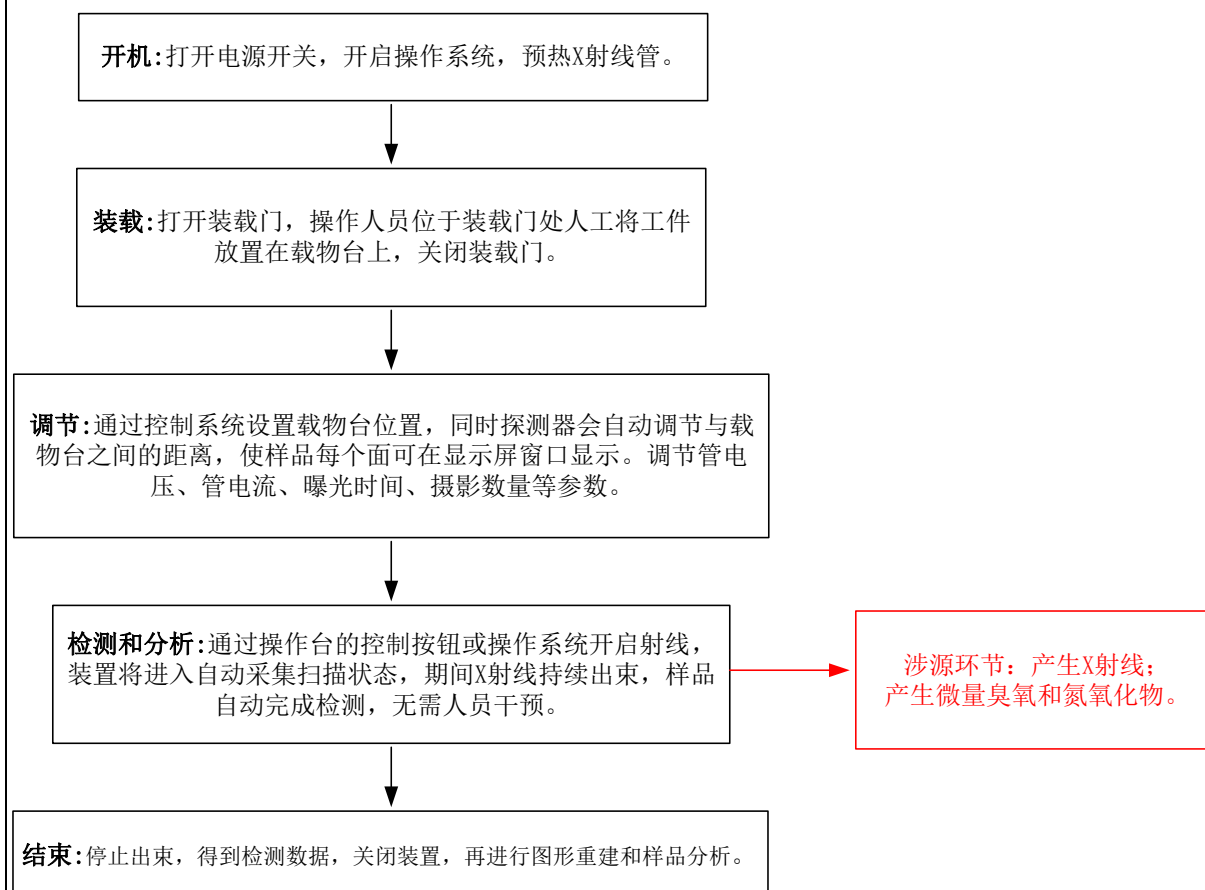 开机:打开电源开关，开启操作系统，预热X射线管。
装载:打开装载门，操作人员位于装载门处人工将工件
放置在载物台上，关闭装载门。
调节:通过控制系统设置载物台位置，同时探测器会自动调节与载
物台之间的距离，使样品每个面可在显示屏窗口显示。调节管电
压、管电流、曝光时间、摄影数量等参数。
检测和分析:通过操作台的控制按钮或操作系统开启射线，
装置将进入自动采集扫描状态，期间X射线持续出束，样品
自动完成检测，无需人员干预。
涉源环节：产生X射线；
产生微量臭氧和氮氧化物。
结束:停止出束，得到检测数据，关闭装置，再进行图形重建和样品分析。